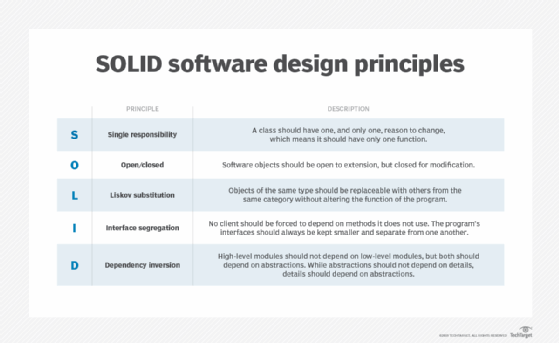 SOLID software design principles
PRINCIPLE DESCRIPTION
S Single responsibility A class should have one, and only one, reason to change,
which means it should have only one function.
O Open/closed Software objects should be open to extension, but closed for modification.
L Liskov substitution Objects of the same type should be replaceable with others from the
same category without altering the function of the program.
I Interface segregation No client should be forced to depend on methods it does not use. The program's
interfaces should always be kept smaller and separate from one another.
D Dependency inversion High-level modules should not depend on low-level modules, but both should
depend on abstractions. While abstractions should not depend on details,
details should depend on abstractions.
TECHTARGET. ALL RIGHTS RESERVED TechTarget